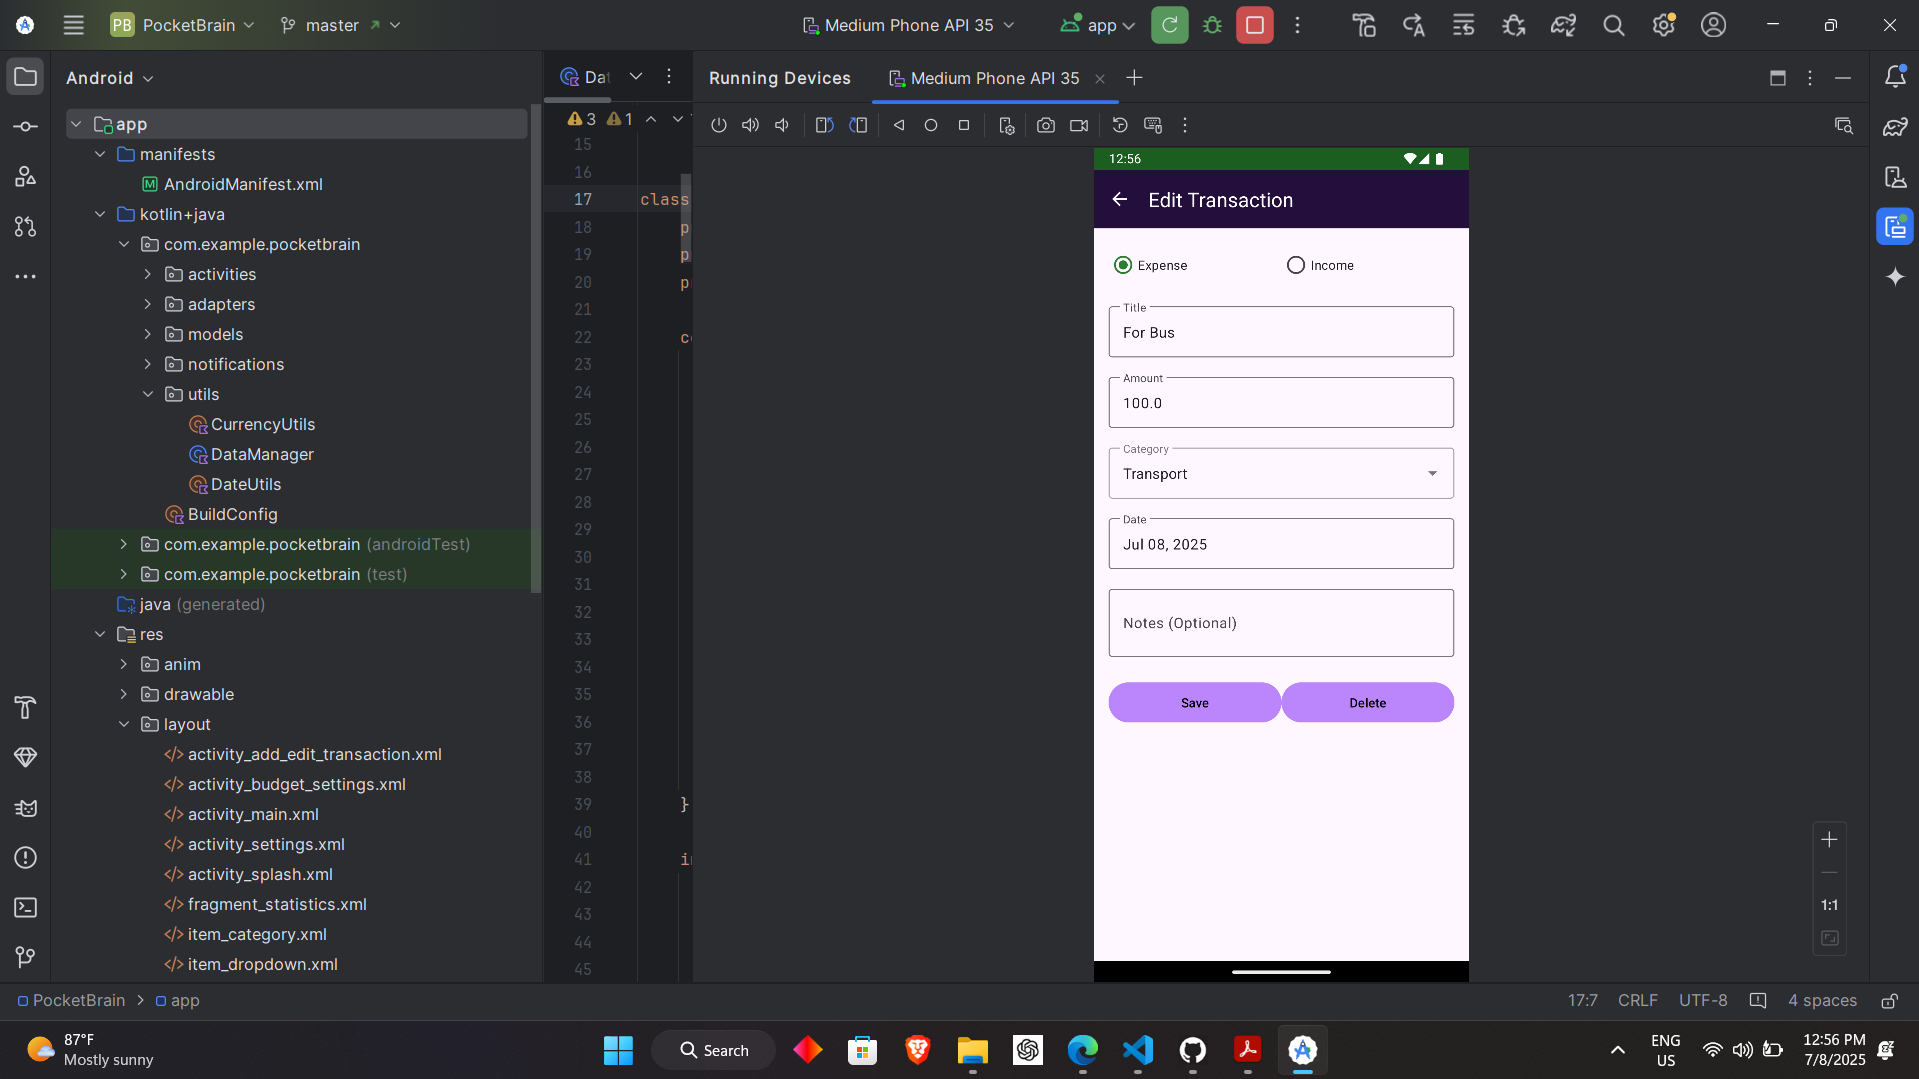 PB PocketBrain master
Medium Phone API 35
app
Android
app
manifests
AndroidManifest.xml
kotlin+java
com.example.pocketbrain
activities
adapters
models
notifications
utils
CurrencyUtils
DataManager
DateUtils
BuildConfig
com.example.pocketbrain (androidTest)
com.example.pocketbrain (test)
java (generated)
res
anim
drawable
layout
activity_add_edit_transaction.xml
activity_budget_settings.xml
activity_main.xml
activity_settings.xml
activity_splash.xml
fragment_statistics.xml
item_category.xml
item_dropdown.xml
Dat
3 1
15
16
17 class
18 p
19 p
20 p
21
22 c
23
24
25
26
27
28
29
30
31
32
33
34
35
36
37
38
39 }
40
41 i
42
43
44
45
Running Devices Medium Phone API 35
12:56
Edit Transaction
Expense Income
Title
For Bus
Amount
100.0
Category
Transport
Date
Jul 08, 2025
Notes (Optional)
Save Delete
1:1
PocketBrain app
17:7 CRLF UTF-8 4 spaces
87°F
Mostly sunny
Search
ENG
US
12:56 PM
7/8/2025